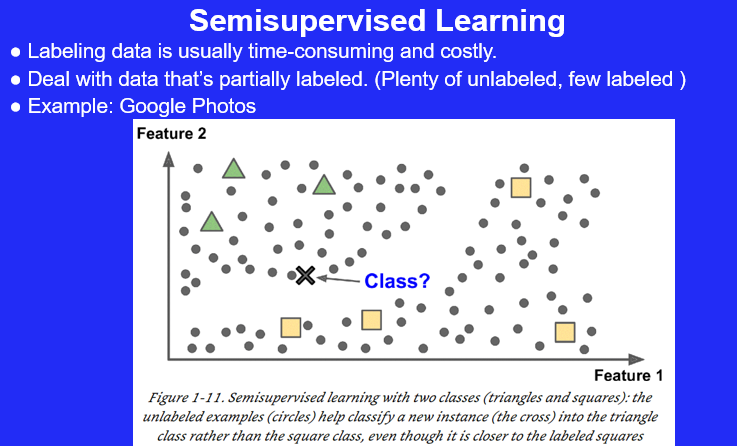 Semisupervised Learning
● Labeling data is usually time-consuming and costly.
● Deal with data that's partially labeled. (Plenty of unlabeled, few labeled )
● Example: Google Photos
Feature 2
Class?
Feature 1
Figure 1-11. Semisupervised learning with two classes (triangles and squares): the
unlabeled examples (circles) help classify a new instance (the cross) into the triangle
class rather than the square class, even though it is closer to the labeled squares